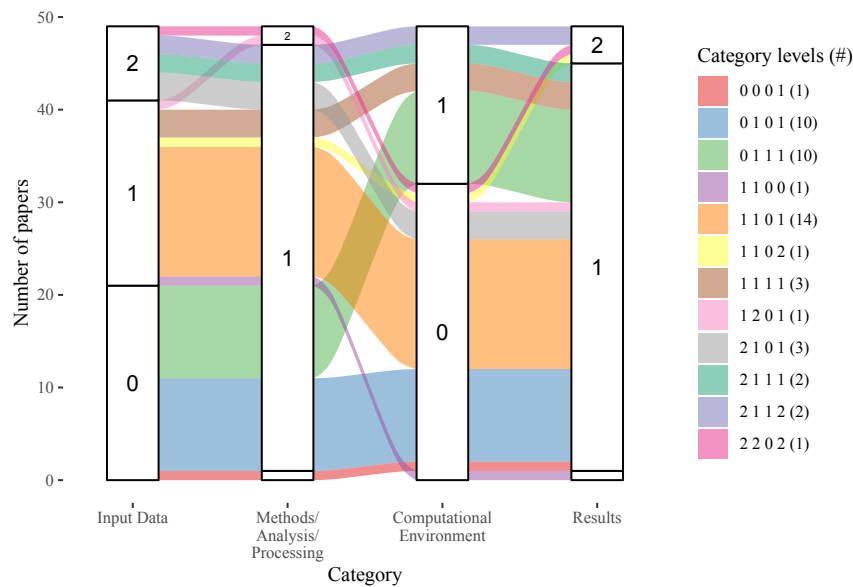 50
40
30
20
10
0
Number of papers
2
1
0
2
1
1
0
2
1
Input Data
Methods/
Analysis/
Processing
Computational
Environment
Results
Category
Category levels (#)
0 0 0 1 (1)
0 1 0 1 (10)
0 1 1 1 (10)
1 1 0 0 (1)
1 1 0 1 (14)
1 1 0 2 (1)
1 1 1 1 (3)
1 2 0 1 (1)
2 1 0 1 (3)
2 1 1 1 (2)
2 1 1 2 (2)
2 2 0 2 (1)